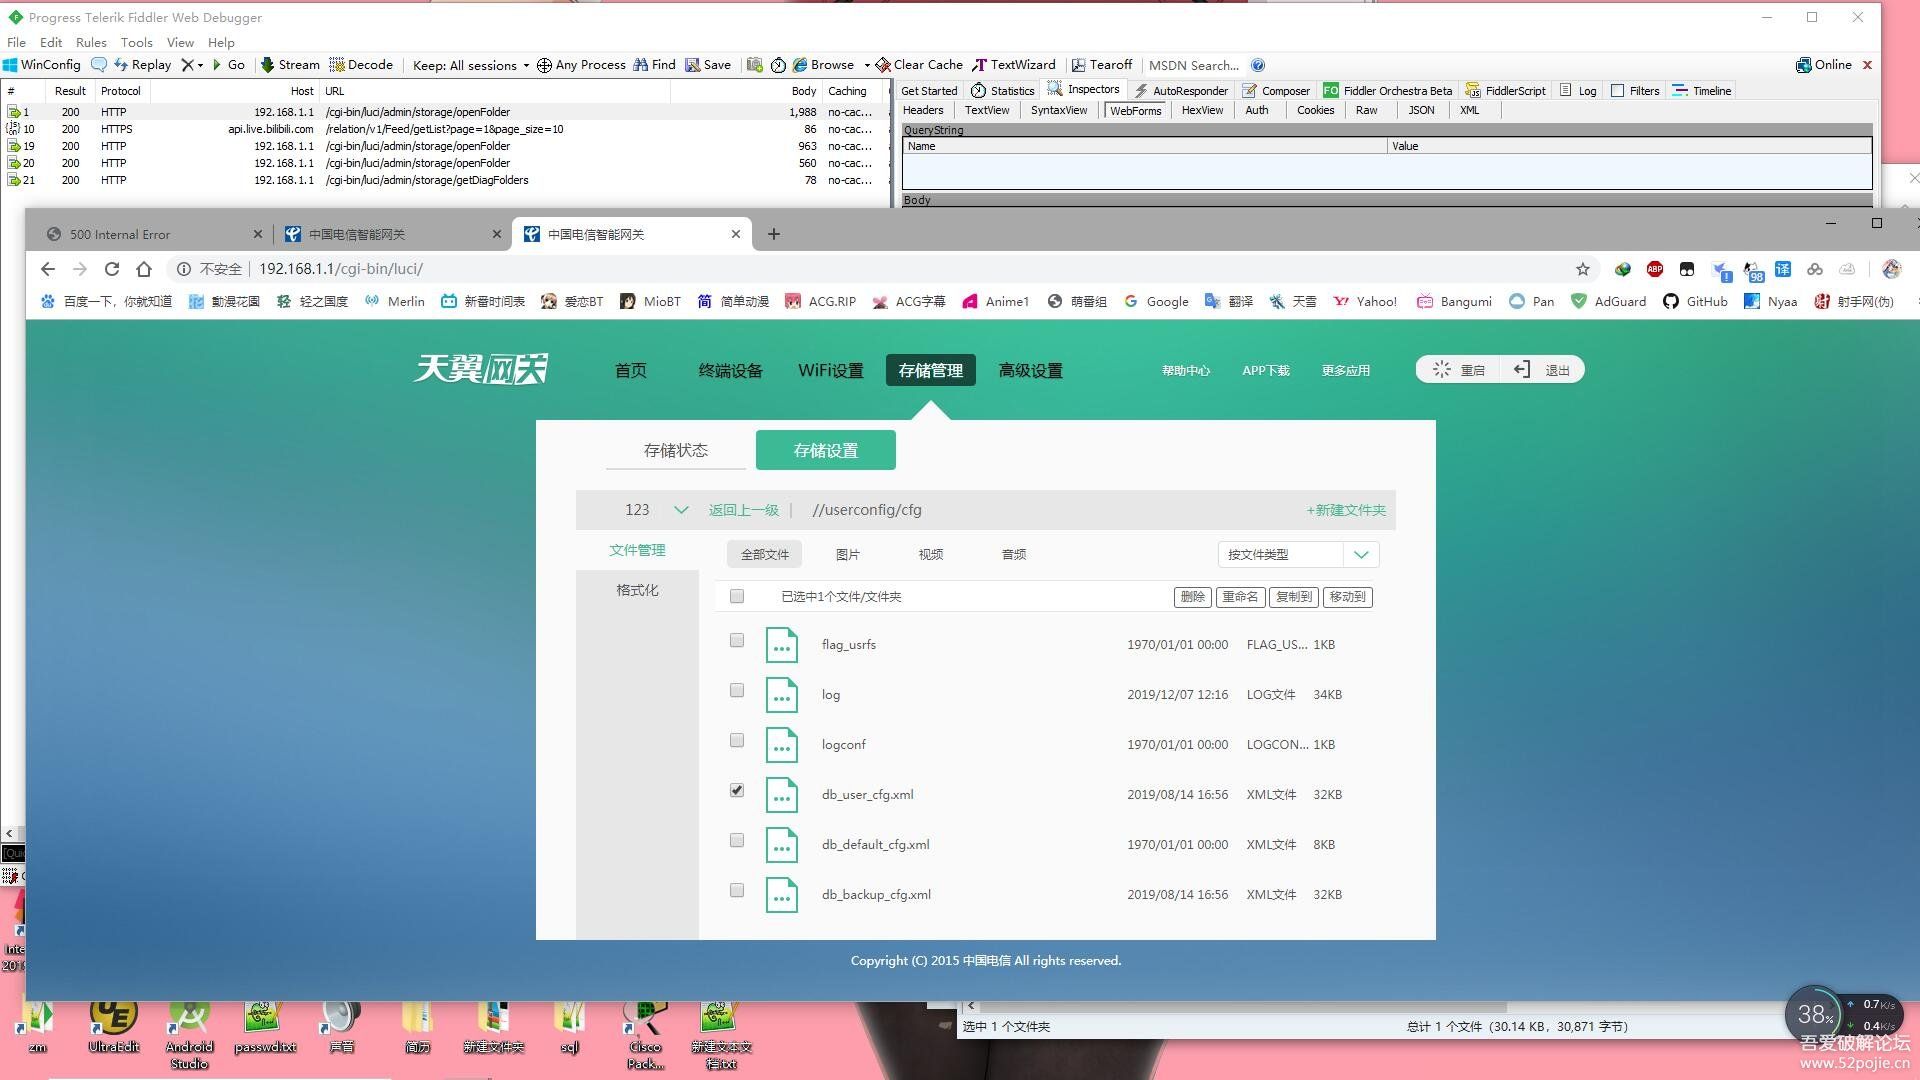 Progress Telerik Fiddler Web Debugger
File Edit Rules Tools View Help
WinConfig Replay Go Stream Decode Keep: All sessions Any Process Find Save Browse Clear Cache TextWizard Tearoff MSDN Search... Online
# Result Protocol Host URL Body Caching
1 200 HTTP 192.168.1.1 /cgi-bin/luci/admin/storage/openFolder 1,988 no-cac...
10 200 HTTPS api.live.bilibili.com /relation/v1/Feed/getList?page=1&page_size=10 86 no-cac...
19 200 HTTP 192.168.1.1 /cgi-bin/luci/admin/storage/openFolder 963 no-cac...
20 200 HTTP 192.168.1.1 /cgi-bin/luci/admin/storage/openFolder 560 no-cac...
21 200 HTTP 192.168.1.1 /cgi-bin/luci/admin/storage/getDiagFolders 78 no-cac...
Get Started Statistics Inspectors AutoResponder Composer FO Fiddler Orchestra Beta FiddlerScript Log Filters Timeline
Headers TextView SyntaxView WebForms HexView Auth Cookies Raw JSON XML
QueryString
Name Value
Body
500 Internal Error 中国电信智能网关 中国电信智能网关
不安全 192.168.1.1/cgi-bin/luci/ ABP 98 译
百度一下，你就知道 動漫花園 轻之国度 Merlin 新番时间表 爱恋BT MioBT 简单动漫 ACG.RIP ACG字幕 Anime1 萌番组 Google 翻译 天雪 Yahoo! Bangumi Pan AdGuard GitHub Nyaa 射手网(伪)
天翼网关 首页 终端设备 WiFi设置 存储管理 高级设置 帮助中心 APP下载 更多应用 重启 退出
存储状态 存储设置
123 返回上一级 //userconfig/cfg +新建文件夹
文件管理 全部文件 图片 视频 音频 按文件类型
格式化 已选中1个文件/文件夹 删除 重命名 复制到 移动到
flag_usrfs 1970/01/01 00:00 FLAG_US... 1KB
log 2019/12/07 12:16 LOG文件 34KB
logconf 1970/01/01 00:00 LOGCON... 1KB
db_user_cfg.xml 2019/08/14 16:56 XML文件 32KB
db_default_cfg.xml 1970/01/01 00:00 XML文件 8KB
db_backup_cfg.xml 2019/08/14 16:56 XML文件 32KB
Copyright (C) 2015 中国电信 All rights reserved.
zm UltraEdit Android Studio passwd.txt 声音 简历 新建文件夹 sql Cisco Pack... 新建文本文档.txt
选中 1 个文件夹 总计 1 个文件（30.14 KB，30,871 字节）
38% 0.7K/s 0.4K/s
吾爱破解论坛
www.52pojie.cn